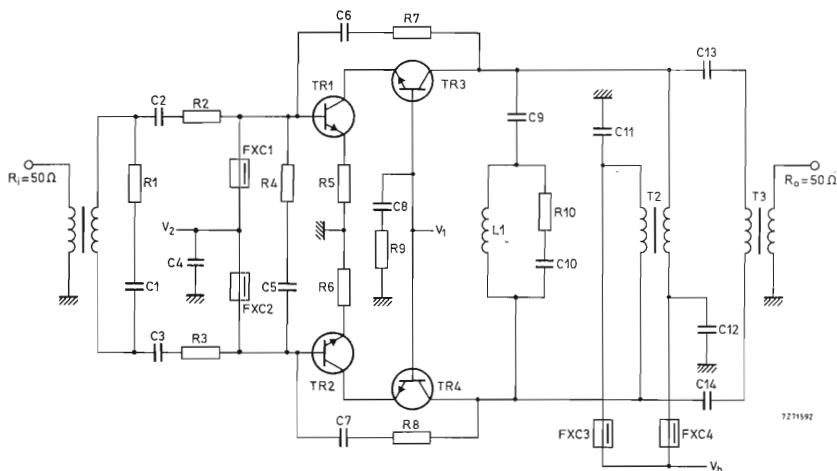 C6
R7
C13
TR1
TR3
C2
R2
C9
C11
FXC1
R1
R4
R5
C8
T2
T3
Ri=50Ω
Ro=50Ω
V2
V1
L1
R10
R9
C4
C10
C1
C5
R6
FXC2
C12
C3
R3
TR2
TR4
C14
7Z71592
C7
R8
FXC3
FXC4
Vb